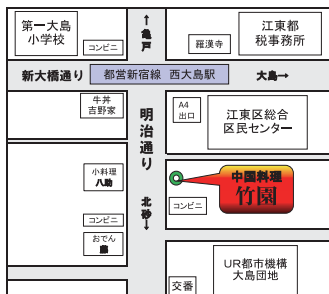 第一大島
小学校
コンビニ
↑
亀
戸
羅漢寺
江東都
税事務所
新大橋通り
都営新宿線 西大島駅
大島→
牛丼
吉野家
明治通り
A4
出口
江東区総合
区民センター
小料理
八助
中国料理
竹園
コンビニ
コンビニ
北
砂
↓
おでん
UR都市機構
大島団地
交番